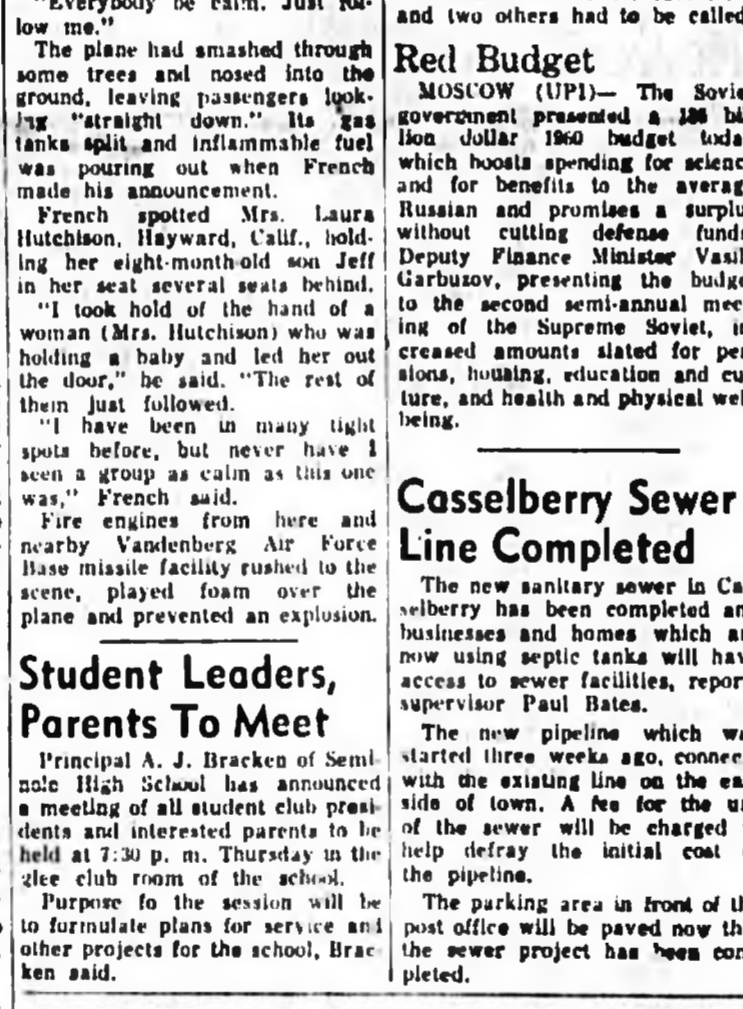 "Everybody be calm. Just fol-
low me."
The plane had smashed through
some trees and nosed into the
ground, leaving passengers look-
ing "straight down." Its gas
tanks split and inflammable fuel
was pouring out when French
made his announcement.
French spotted Mrs. Laura
Hutchison, Hayward, Calif., hold-
ing her eight-month-old son Jeff
in her seat several seats behind.
"I took hold of the hand of a
woman (Mrs. Hutchison) who was
holding a baby and led her out
the door," he said. "The rest of
them just followed.
"I have been in many tight
spots before, but never have I
seen a group as calm as this one
was," French said.
Fire engines from here and
nearby Vandenberg Air Force
Base missile facility rushed to the
scene, played foam over the
plane and prevented an explosion.
Student Leaders,
Parents To Meet
Principal A. J. Bracken of Semi-
nole High School has announced
a meeting of all student club presi-
dents and interested parents to be
held at 7:30 p. m. Thursday in the
glee club room of the school.
Purpose fo the session will be
to formulate plans for service and
other projects for the school, Brac-
ken said.
and two others had to be called
Red Budget
MOSCOW (UPI)— The Sovie
government presented a 186 bil
lion dollar 1960 budget toda
which boosts spending for scienc
and for benefits to the averag
Russian and promises a surplu
without cutting defense fund
Deputy Finance Minister Vasil
Garbuzov, presenting the budge
to the second semi-annual mee
ing of the Supreme Soviet, in
creased amounts slated for pen
sions, housing, education and cu
ture, and health and physical wel
being.
Casselberry Sewer
Line Completed
The new sanitary sewer in Ca
selberry has been completed an
businesses and homes which ar
now using septic tanks will hav
access to sewer facilities, repor
supervisor Paul Bates.
The new pipeline which wa
started three weeks ago, connec
with the existing line on the ea
side of town. A fee for the u
of the sewer will be charged
help defray the initial cost
the pipeline.
The parking area in front of th
post office will be paved now tha
the sewer project has been com
pleted.